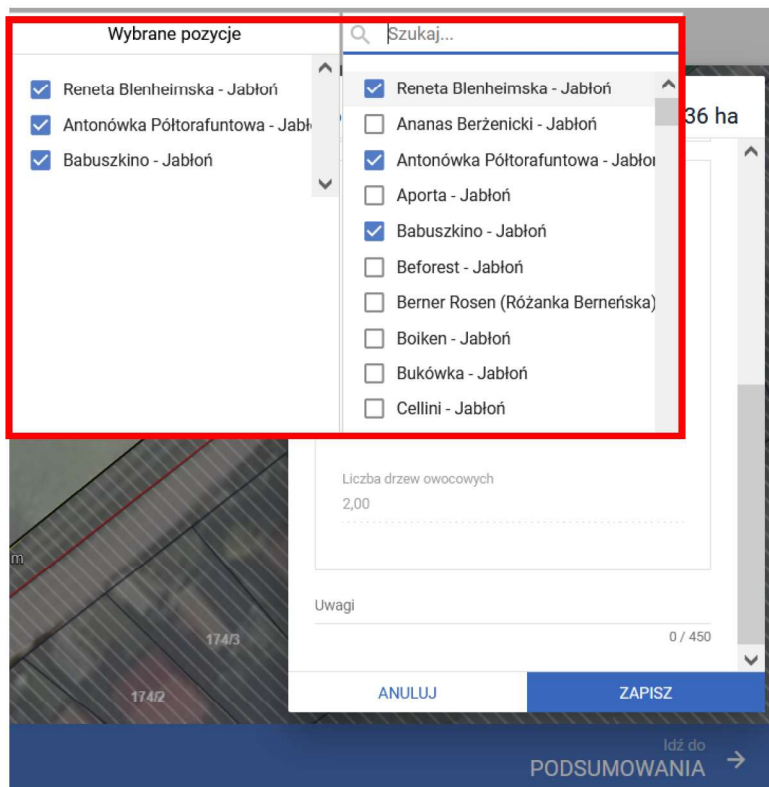 Wybrane pozycje
Szukaj...
Reneta Blenheimska - Jabłoń
Antonówka Półtorafuntowa - Jabł
Babuszkino - Jabłoń
Reneta Blenheimska - Jabłoń
Ananas Berżenicki - Jabłoń
Antonówka Półtorafuntowa - Jabłoń
Aporta - Jabłoń
Babuszkino - Jabłoń
Beforest - Jabłoń
Berner Rosen (Różanka Berneńska)
Boiken - Jabłoń
Bukówka - Jabłoń
Cellini - Jabłoń
36 ha
Liczba drzew owocowych
2,00
Uwagi
0 / 450
ANULUJ
ZAPISZ
m
174/3
174/2
Idź do
PODSUMOWANIA